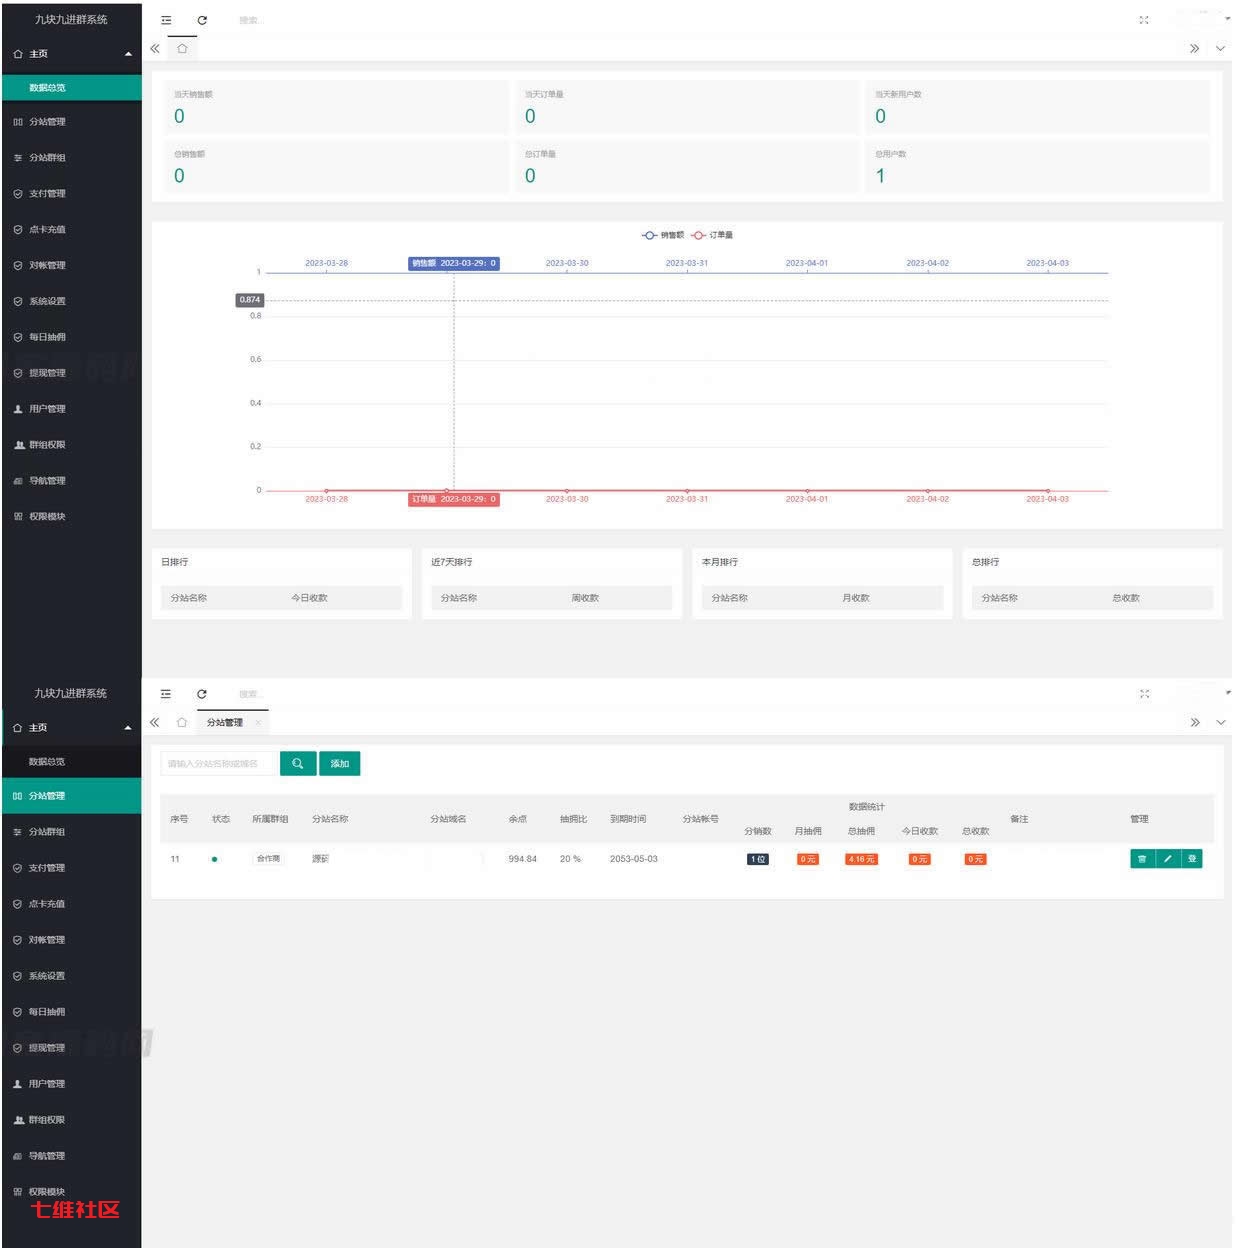 九块九进群系统
搜索...
主页
数据总览
分站管理
分站群组
支付管理
点卡充值
对帐管理
系统设置
每日抽佣
提现管理
用户管理
群组权限
导航管理
权限模块
当天销售额
0
当天订单量
0
当天新用户数
0
总销售额
0
总订单量
0
总用户数
1
销售额 订单量
2023-03-28 销售额 2023-03-29: 0 2023-03-30 2023-03-31 2023-04-01 2023-04-02 2023-04-03
1
0.874
0.8
0.6
0.4
0.2
0
2023-03-28 订单量 2023-03-29: 0 2023-03-30 2023-03-31 2023-04-01 2023-04-02 2023-04-03
日排行
分站名称 今日收款
近7天排行
分站名称 周收款
本月排行
分站名称 月收款
总排行
分站名称 总收款
九块九进群系统
搜索...
主页
数据总览
分站管理
分站群组
支付管理
点卡充值
对帐管理
系统设置
每日抽佣
提现管理
用户管理
群组权限
导航管理
权限模块
七维社区
分站管理
请输入分站名称或域名
添加
序号 状态 所属群组 分站名称 分站域名 余点 抽拥比 到期时间 分站帐号 数据统计 备注 管理
分销数 月抽佣 总抽佣 今日收款 总收款
11 合作商 源码 994.84 20 % 2053-05-03 1 位 0 元 4.16 元 0 元 0 元 登